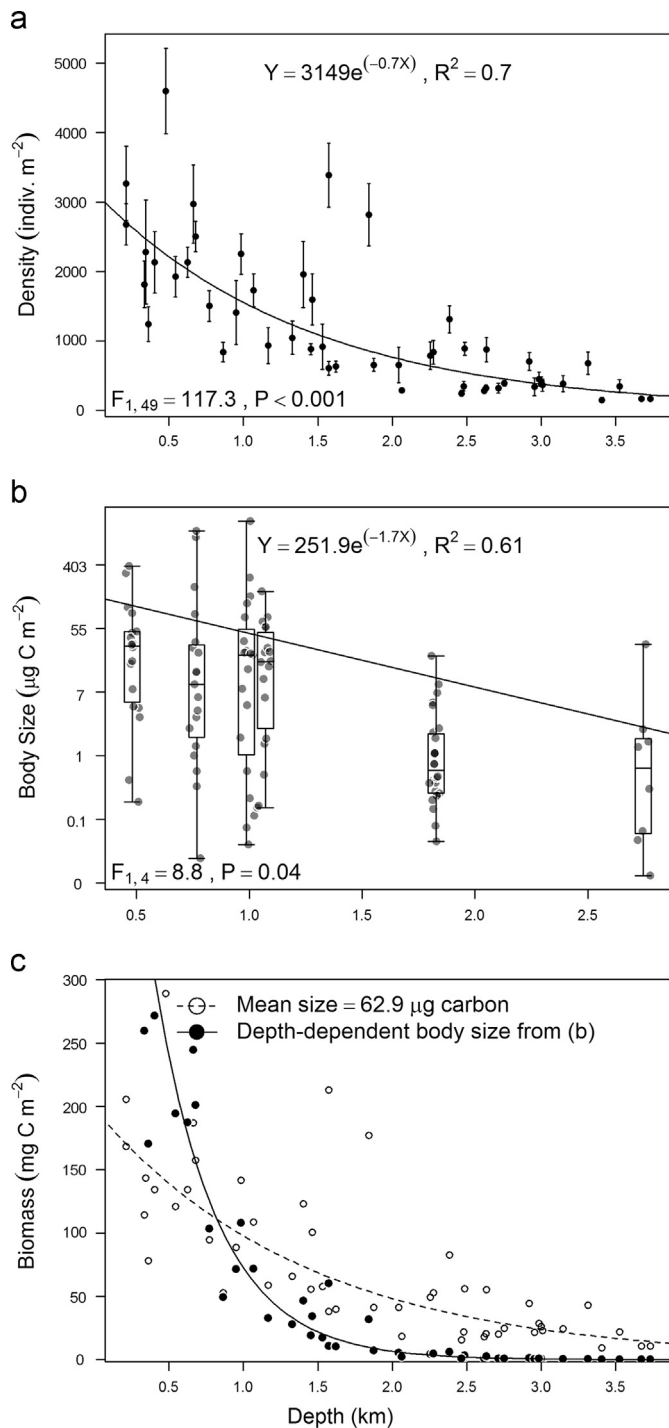 a
Y = 3149e^(−0.7X) , R² = 0.7
Density (indiv. m⁻²)
5000
4000
3000
2000
1000
0
F₁, ₄₉ = 117.3 , P < 0.001
0.5 1.0 1.5 2.0 2.5 3.0 3.5
b
Y = 251.9e^(−1.7X) , R² = 0.61
Body Size (μg C m⁻²)
403
55
7
1
0.1
0
F₁, ₄ = 8.8 , P = 0.04
0.5 1.0 1.5 2.0 2.5
c
Mean size = 62.9 μg carbon
Depth-dependent body size from (b)
Biomass (mg C m⁻²)
300
250
200
150
100
50
0
0.5 1.0 1.5 2.0 2.5 3.0 3.5
Depth (km)